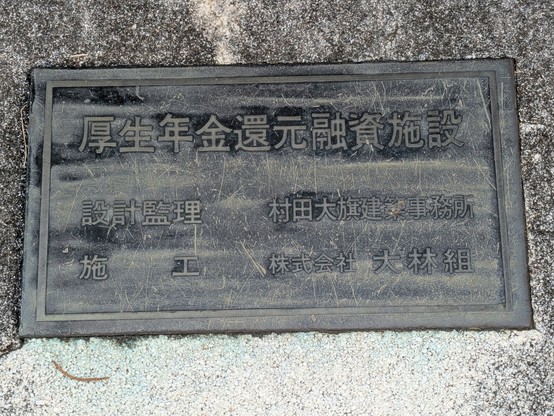 厚生年金還元融資施設
設計監理 村田大旗建築事務所
施工 株式会社 大林組